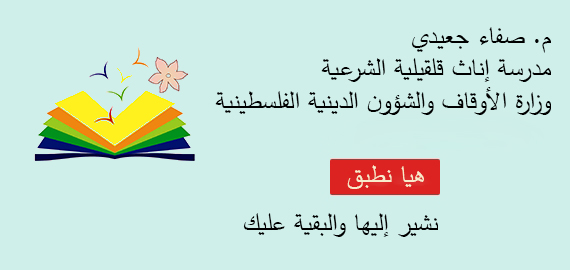 م. صفاء جعيدي
مدرسة إناث قلقيلية الشرعية
وزارة الأوقاف والشؤون الدينية الفلسطينية
هيا نطبق
نشير إليها والبقية عليك